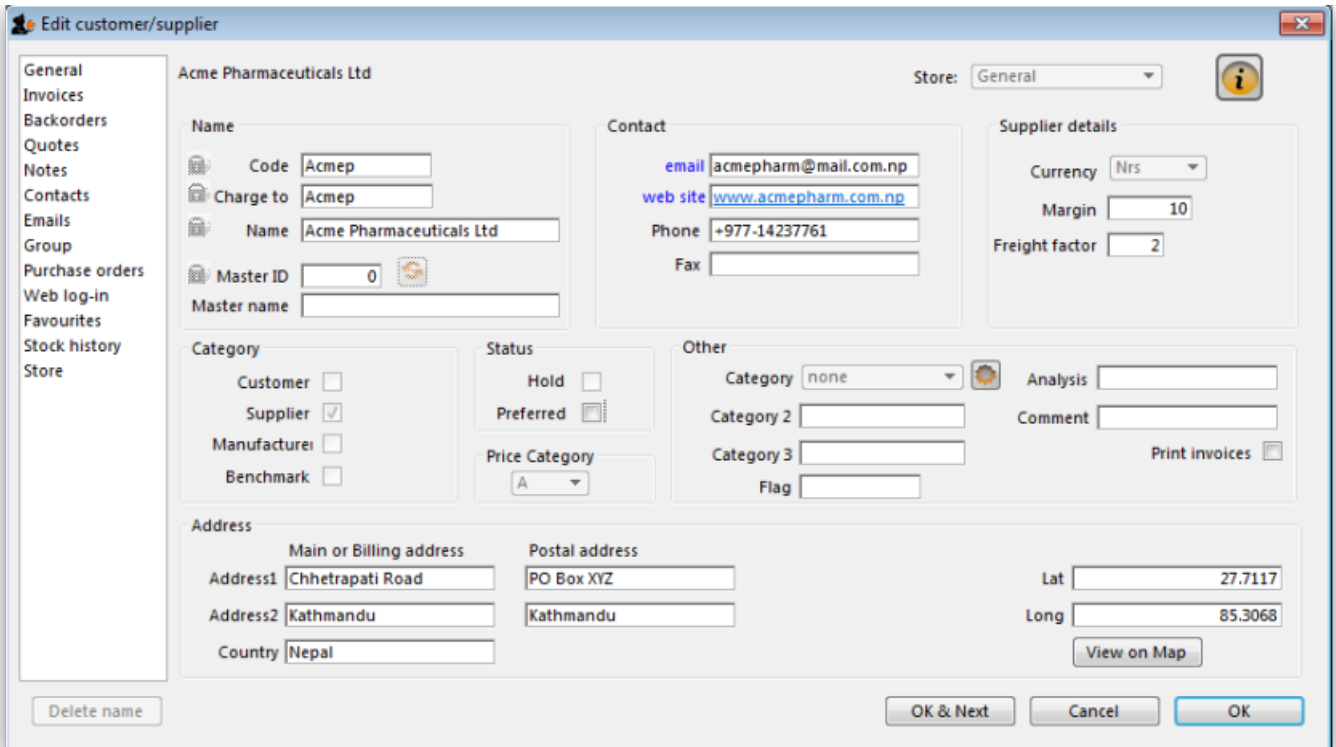 Edit customer/supplier
General
Invoices
Backorders
Quotes
Notes
Contacts
Emails
Group
Purchase orders
Web log-in
Favourites
Stock history
Store
Acme Pharmaceuticals Ltd
Store: General
Name
Code Acmep
Charge to Acmep
Name Acme Pharmaceuticals Ltd
Master ID 0
Master name
Contact
email acmepharm@mail.com.np
web site www.acmepharm.com.np
Phone +977-14237761
Fax
Supplier details
Currency Nrs
Margin 10
Freight factor 2
Category
Customer
Supplier
Manufacturer
Benchmark
Status
Hold
Preferred
Price Category
A
Other
Category none
Category 2
Category 3
Flag
Analysis
Comment
Print invoices
Address
Main or Billing address Postal address
Address1 Chhetrapati Road PO Box XYZ
Address2 Kathmandu Kathmandu
Country Nepal
Lat 27.7117
Long 85.3068
View on Map
Delete name
OK & Next
Cancel
OK